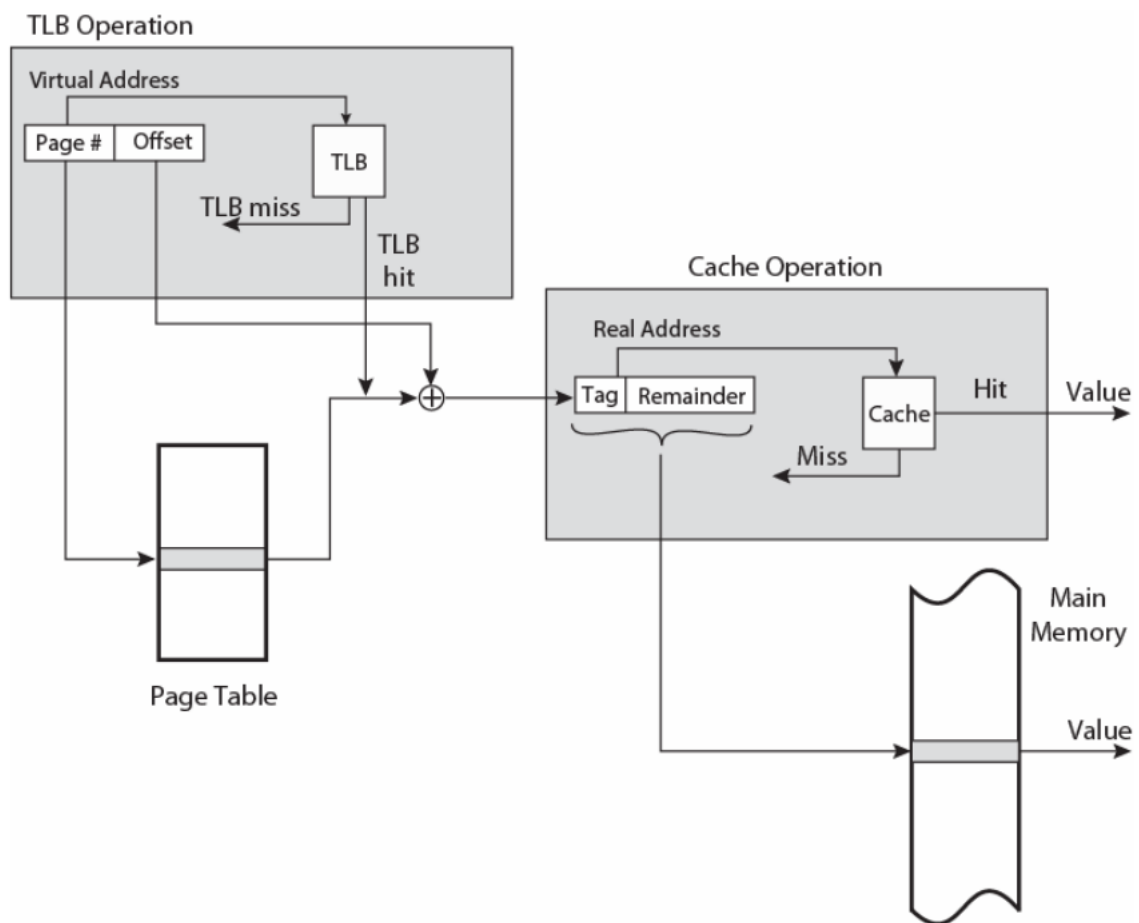 TLB Operation
Virtual Address
Page # Offset
TLB
TLB miss
TLB
hit
Cache Operation
Real Address
Tag Remainder
Cache
Hit
Value
Miss
Page Table
Main
Memory
Value